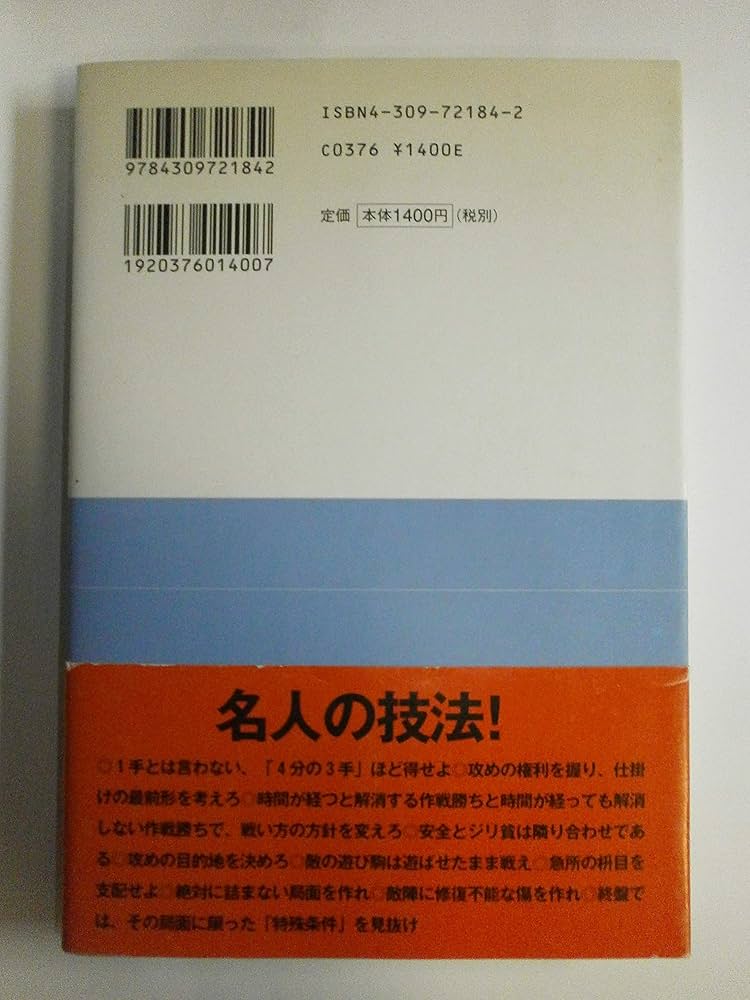 ISBN4-309-72184-2
C0376 ¥1400E
9784309721842
定価 本体1400円(税別)
1920376014007
名人の技法!
◎1手とは言わない、「4分の3手」ほど得せよ◎攻めの権利を握り、仕掛
けの最前形を考えろ◎時間が経つと解消する作戦勝ちと時間が経っても解消
しない作戦勝ちで、戦い方の方針を変えろ◎安全とジリ貧は隣り合わせであ
る◎攻めの目的地を決めろ◎敵の遊び駒は遊ばせたまま戦え◎急所の枡目を
支配せよ◎絶対に詰まない局面を作れ◎敵陣に修復不能な傷を作れ◎終盤で
は、その局面に限った「特殊条件」を見抜け